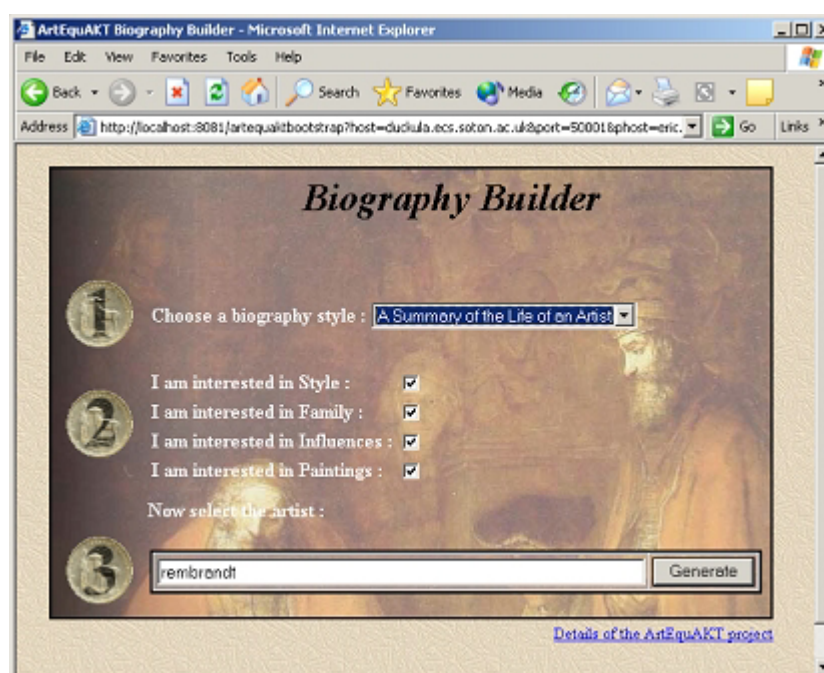 ArtEquAKT Biography Builder - Microsoft Internet Explorer
File Edit View Favorites Tools Help
Back Search Favorites Media
Address http://localhost:8081/artequaktbootstrap?host=duckula.ecs.soton.ac.uk&port=50001&phost=eric. Go Links
Biography Builder
1 Choose a biography style : A Summary of the Life of an Artist
I am interested in Style :
2 I am interested in Family :
I am interested in Influences :
I am interested in Paintings :
Now select the artist :
3 rembrandt Generate
Details of the ArtEquAKT project